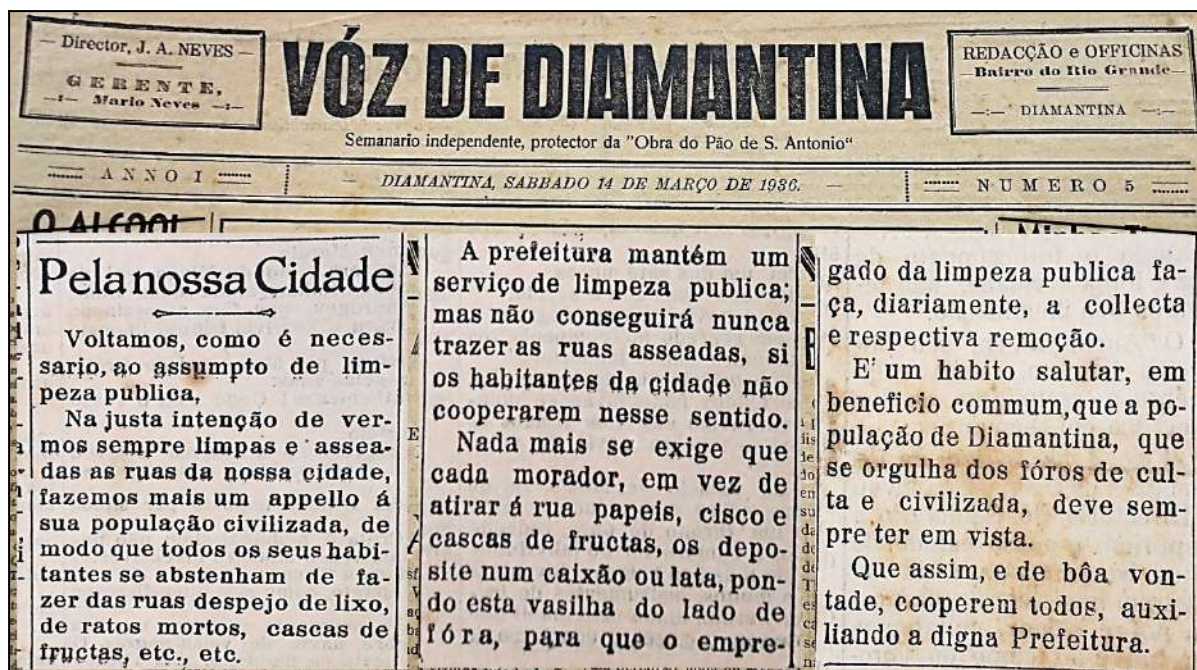 — Director, J. A. NEVES —
GERENTE,
—:— Mario Neves —:—
VÓZ DE DIAMANTINA
Semanario independente, protector da "Obra do Pão de S. Antonio"
REDACÇÃO e OFFICINAS
—Bairro do Rio Grande—
—:— DIAMANTINA —:—
ANNO I
— DIAMANTINA, SABBADO 14 DE MARÇO DE 1936. —
NUMERO 5
O ALCOOL
Pela nossa Cidade
Voltamos, como é neces-
sario, ao assumpto de lim-
peza publica,
Na justa intenção de ver-
mos sempre limpas e assea-
das as ruas da nossa cidade,
fazemos mais um appello á
sua população civilizada, de
modo que todos os seus habi-
tantes se abstenham de fa-
zer das ruas despejo de lixo,
de ratos mortos, cascas de
fructas, etc., etc.
A prefeitura mantém um
serviço de limpeza publica;
mas não conseguirá nunca
trazer as ruas asseadas, si
os habitantes da cidade não
cooperarem nesse sentido.
Nada mais se exige que
cada morador, em vez de
atirar á rua papeis, cisco e
cascas de fructas, os depo-
site num caixão ou lata, pon-
do esta vasilha do lado de
fóra, para que o empre-
gado da limpeza publica fa-
ça, diariamente, a collecta
e respectiva remoção.
E' um habito salutar, em
beneficio commum, que a po-
pulação de Diamantina, que
se orgulha dos fóros de cul-
ta e civilizada, deve sem-
pre ter em vista.
Que assim, e de bôa von-
tade, cooperem todos, auxi-
liando a digna Prefeitura.